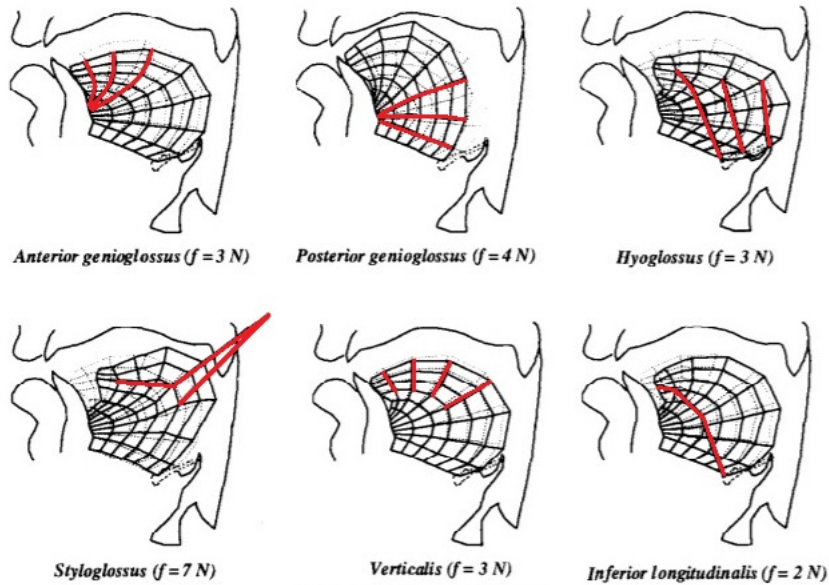 Anterior genioglossus (f = 3 N)
Posterior genioglossus (f = 4 N)
Hyoglossus (f = 3 N)
Styloglossus (f = 7 N)
Verticalis (f = 3 N)
Inferior longitudinalis (f = 2 N)